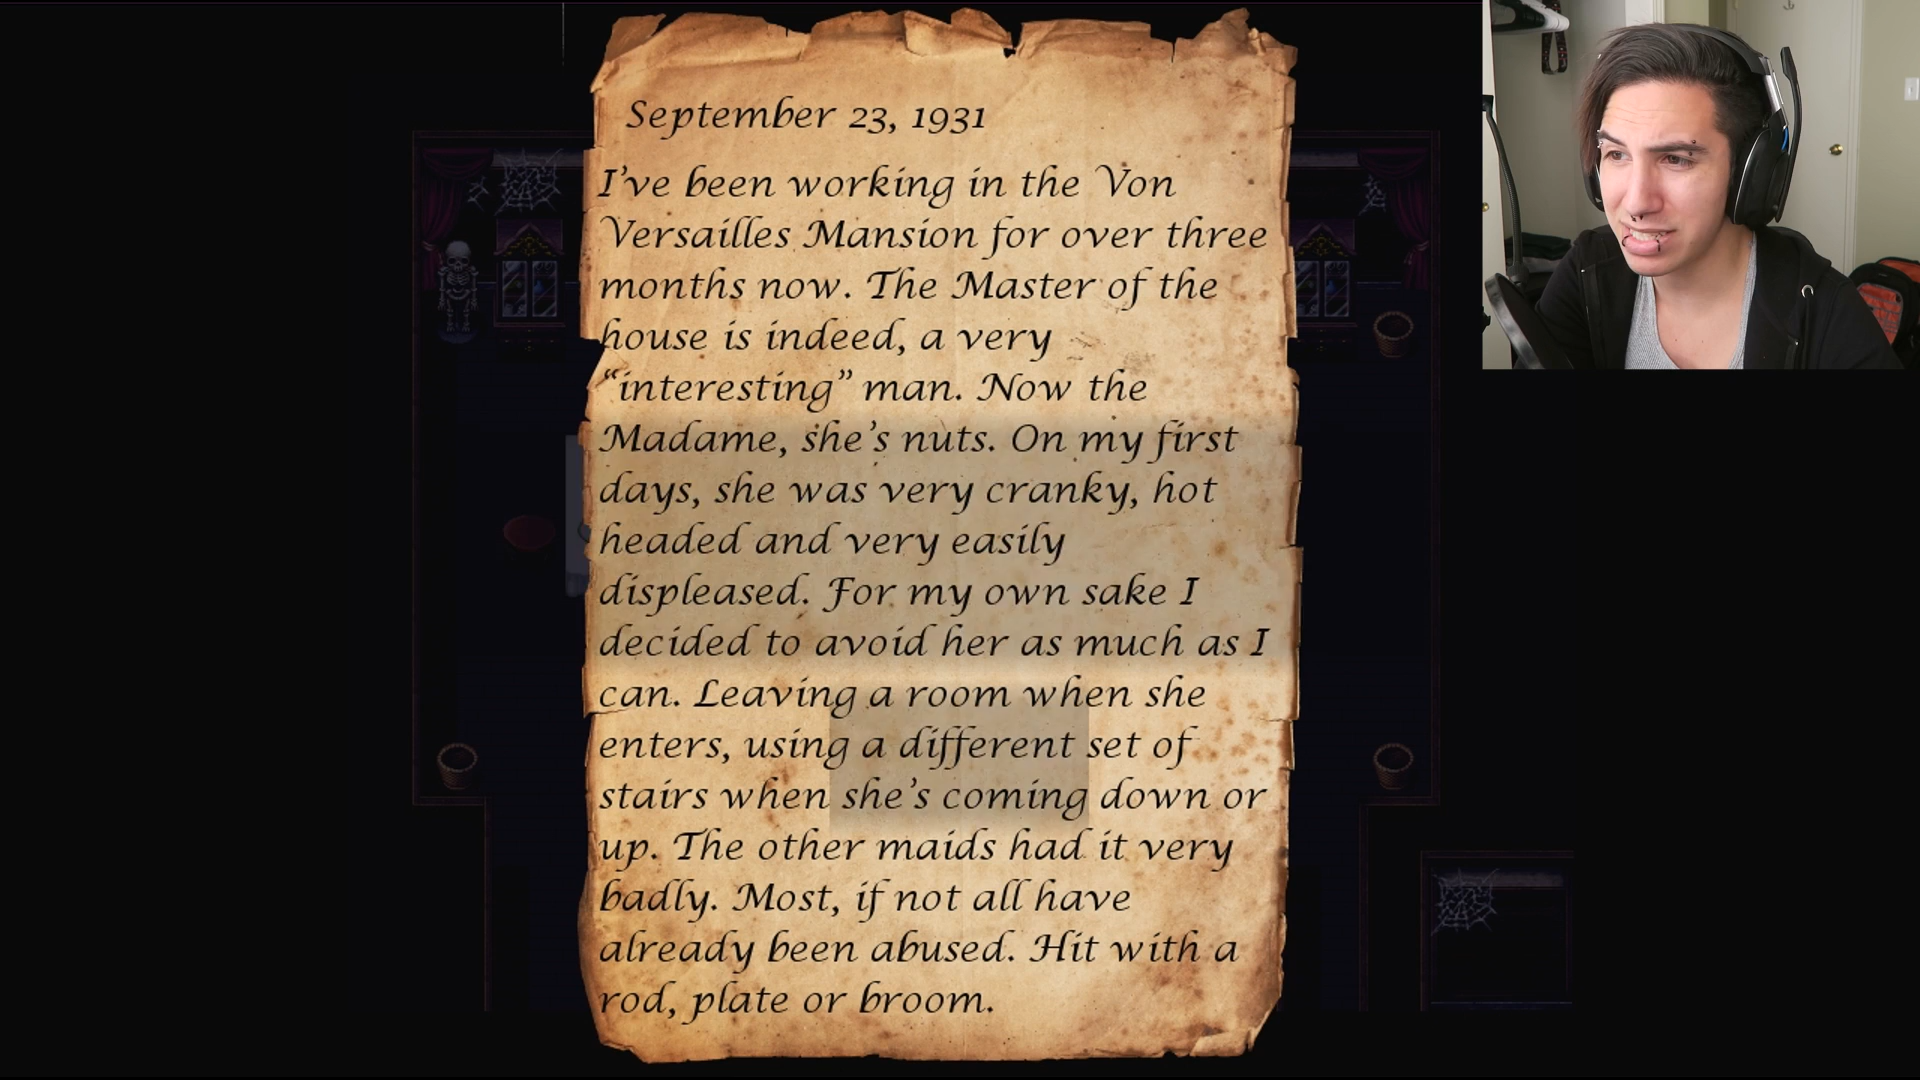 September 23, 1931
I've been working in the Von
Versailles Mansion for over three
months now. The Master of the
house is indeed, a very
“interesting” man. Now the
Madame, she's nuts. On my first
days, she was very cranky, hot
headed and very easily
displeased. For my own sake I
decided to avoid her as much as I
can. Leaving a room when she
enters, using a different set of
stairs when she's coming down or
up. The other maids had it very
badly. Most, if not all have
already been abused. Hit with a
rod, plate or broom.